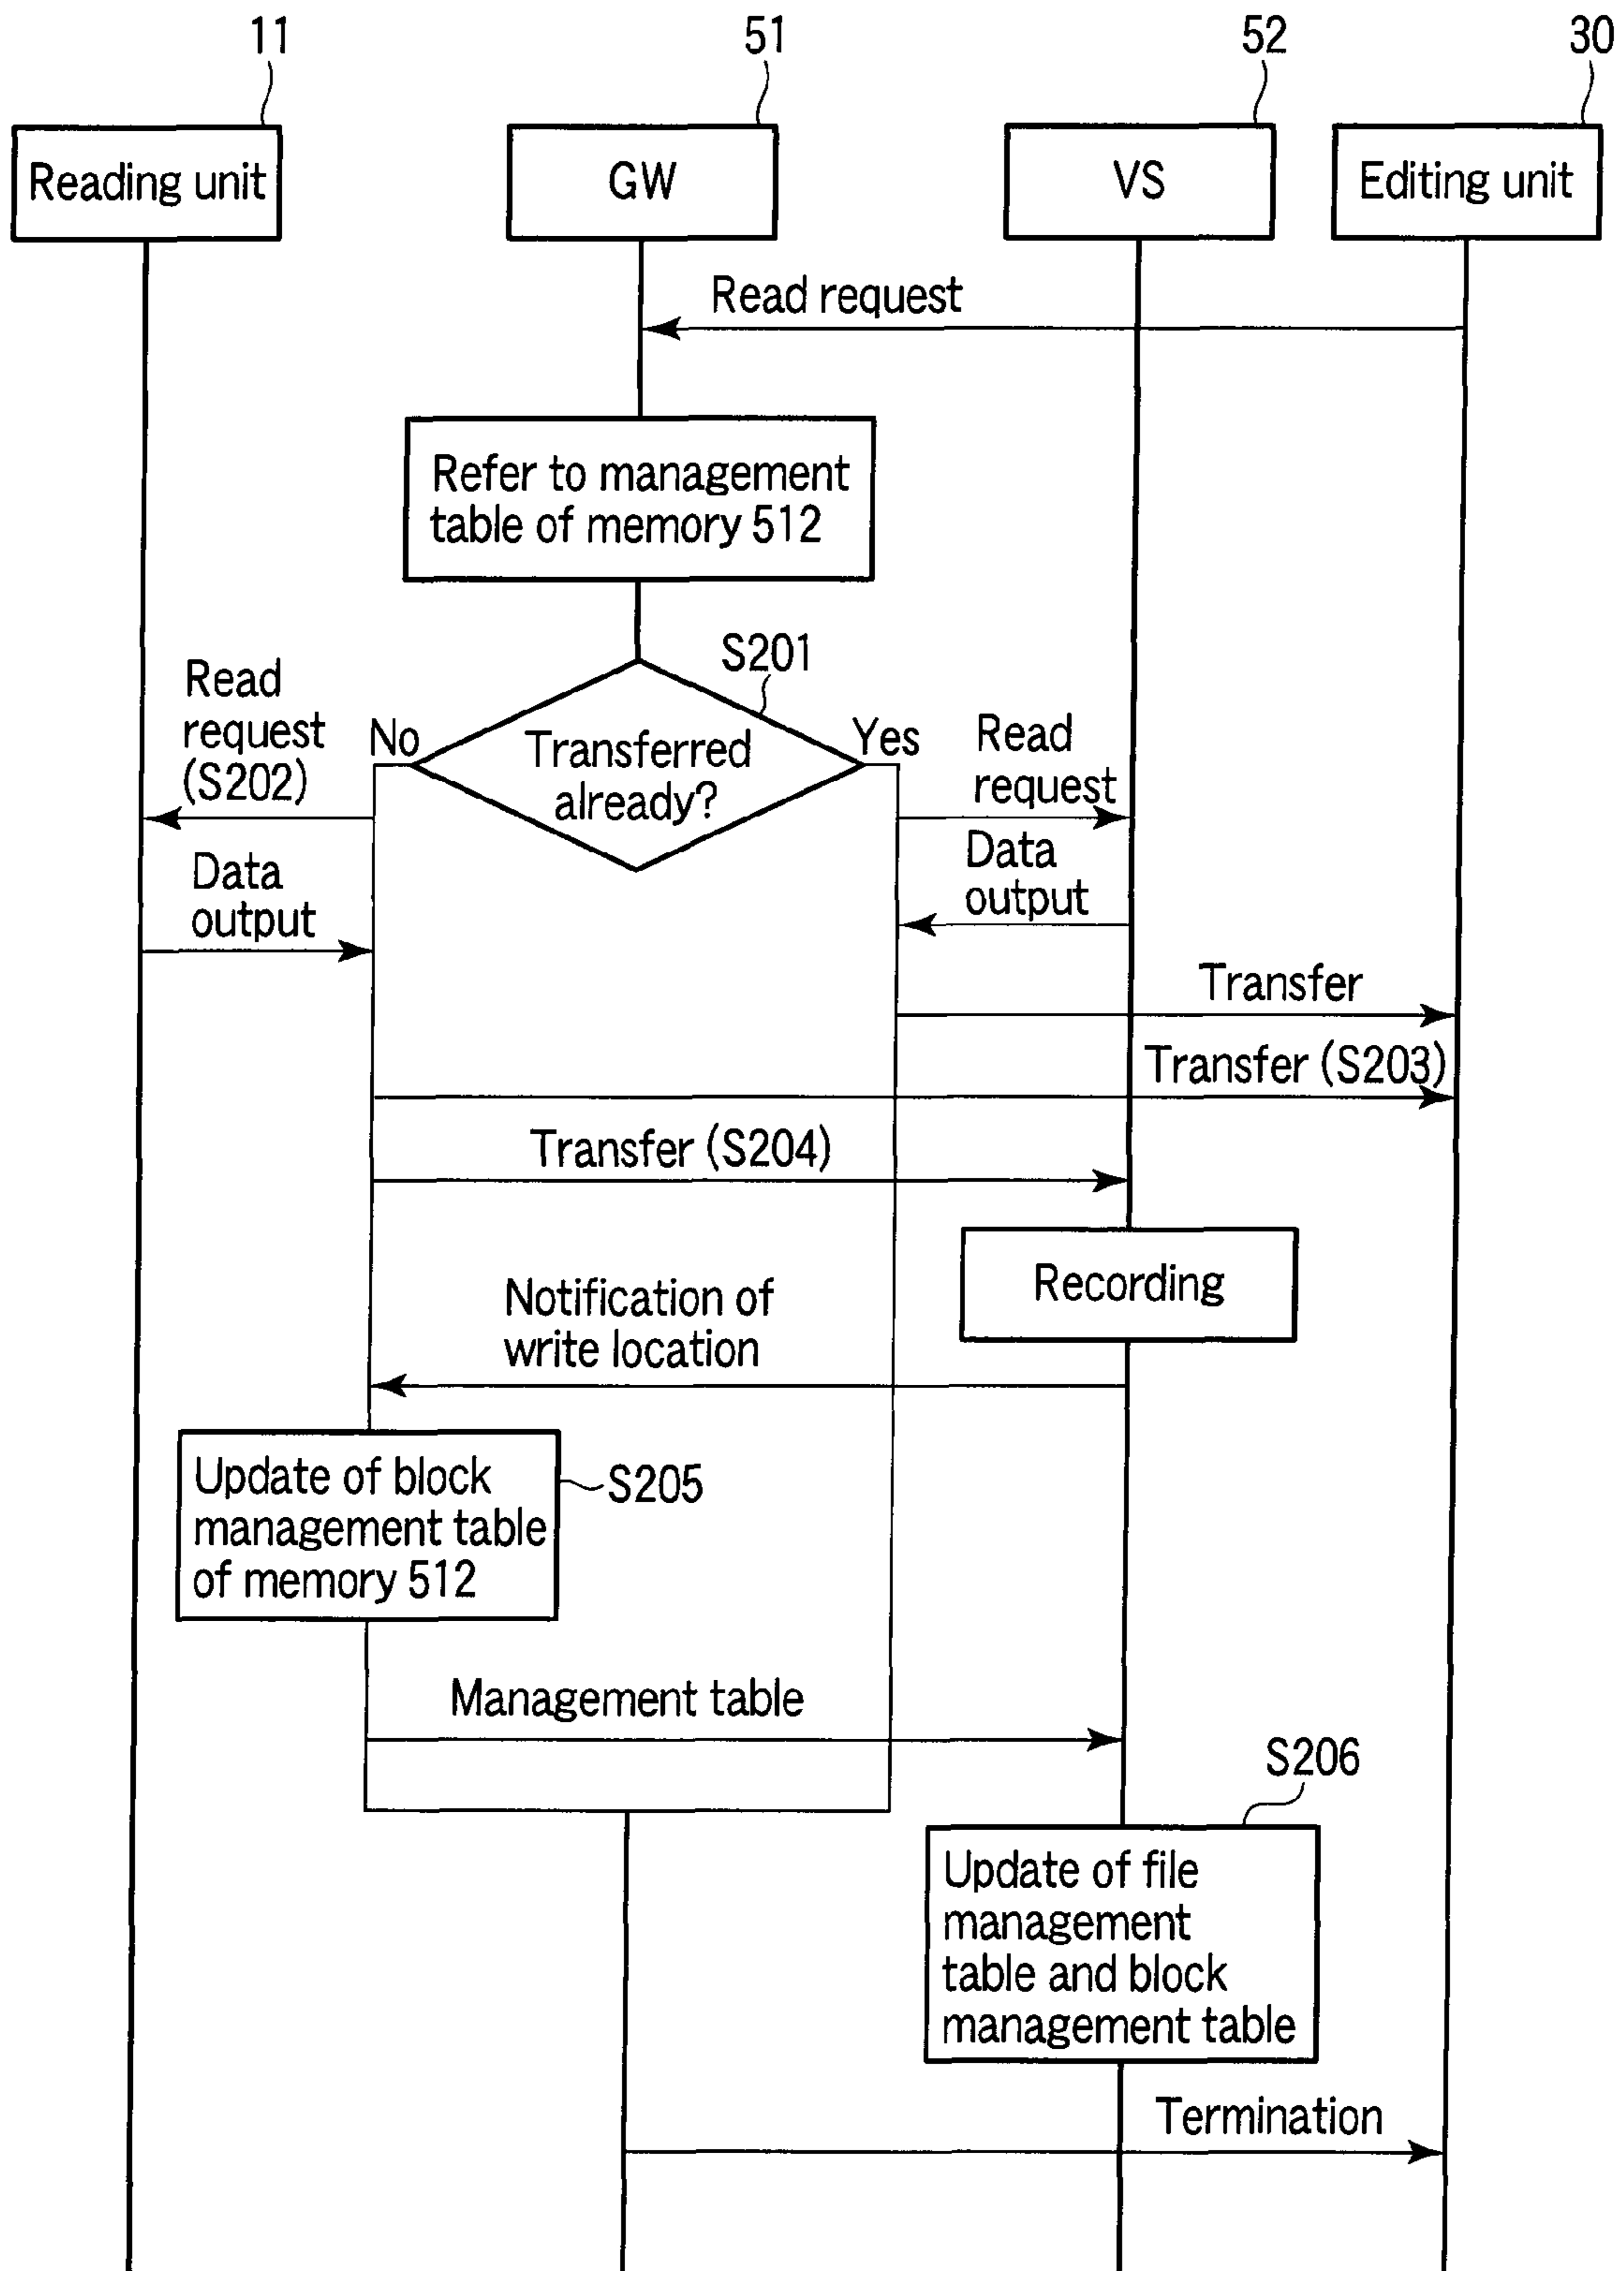 11
51
52
30
Reading unit
GW
VS
Editing unit
Read request
Refer to management
table of memory 512
S201
Read
request
(S202)
No
Transferred
already?
Yes
Read
request
Data
output
Data
output
Transfer
Transfer (S203)
Transfer (S204)
Recording
Notification of
write location
Update of block
management table
of memory 512
S205
Management table
S206
Update of file
management
table and block
management table
Termination